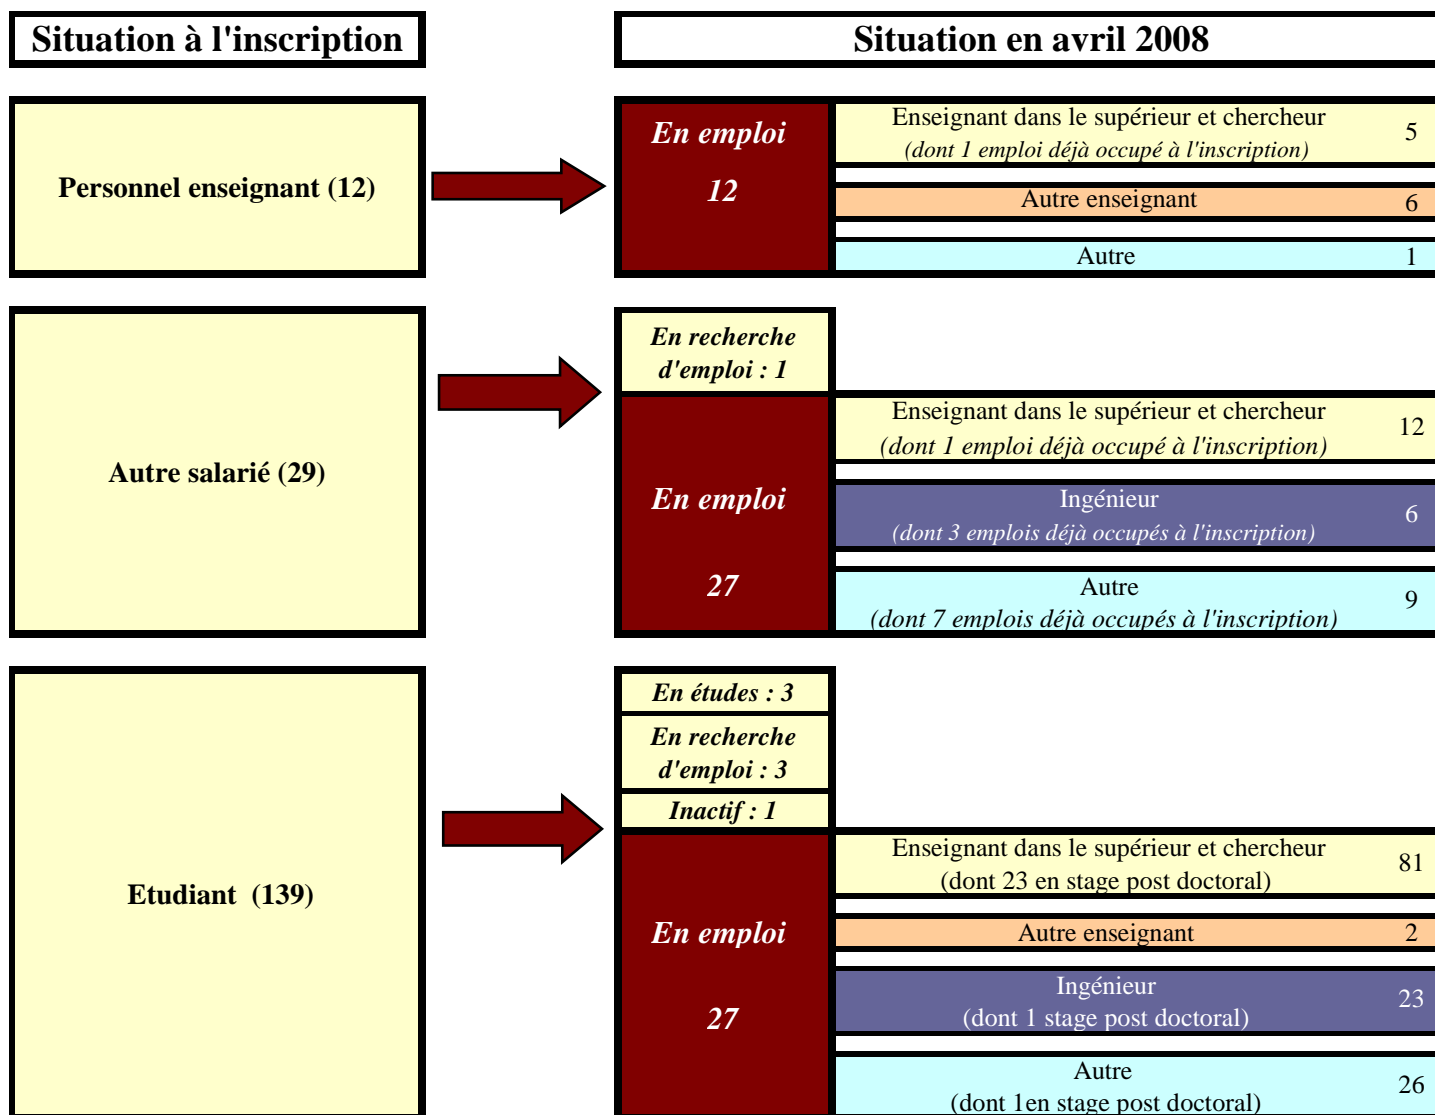 Situation à l'inscription
Situation en avril 2008
Personnel enseignant (12)
En emploi
12
Enseignant dans le supérieur et chercheur
(dont 1 emploi déjà occupé à l'inscription)
5
Autre enseignant 6
Autre 1
Autre salarié (29)
En recherche
d'emploi : 1
En emploi
27
Enseignant dans le supérieur et chercheur
(dont 1 emploi déjà occupé à l'inscription)
12
Ingénieur
(dont 3 emplois déjà occupés à l'inscription)
6
Autre
(dont 7 emplois déjà occupés à l'inscription)
9
Etudiant (139)
En études : 3
En recherche
d'emploi : 3
Inactif : 1
En emploi
27
Enseignant dans le supérieur et chercheur
(dont 23 en stage post doctoral)
81
Autre enseignant 2
Ingénieur
(dont 1 stage post doctoral)
23
Autre
(dont 1en stage post doctoral)
26